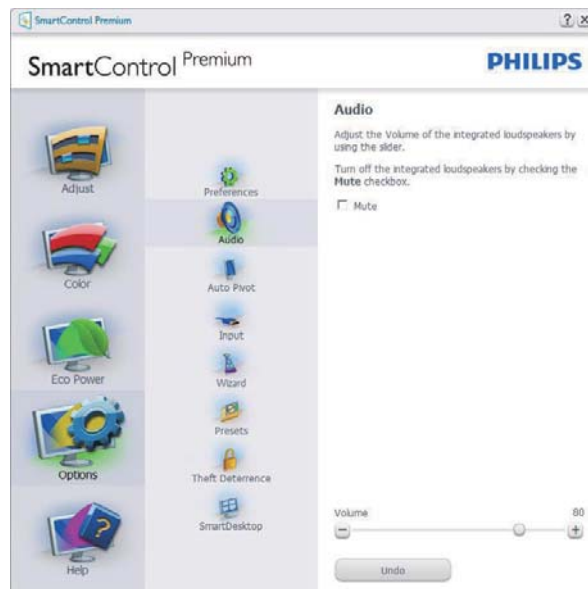 SmartControl Premium
? X
SmartControl Premium
PHILIPS
Adjust
Color
Eco Power
Options
Help
Preferences
Audio
Auto Pivot
Input
Wizard
Presets
Theft Deterrence
SmartDesktop
Audio
Adjust the Volume of the integrated loudspeakers by
using the slider.
Turn off the integrated loudspeakers by checking the
Mute checkbox.
Mute
Volume 80
Undo